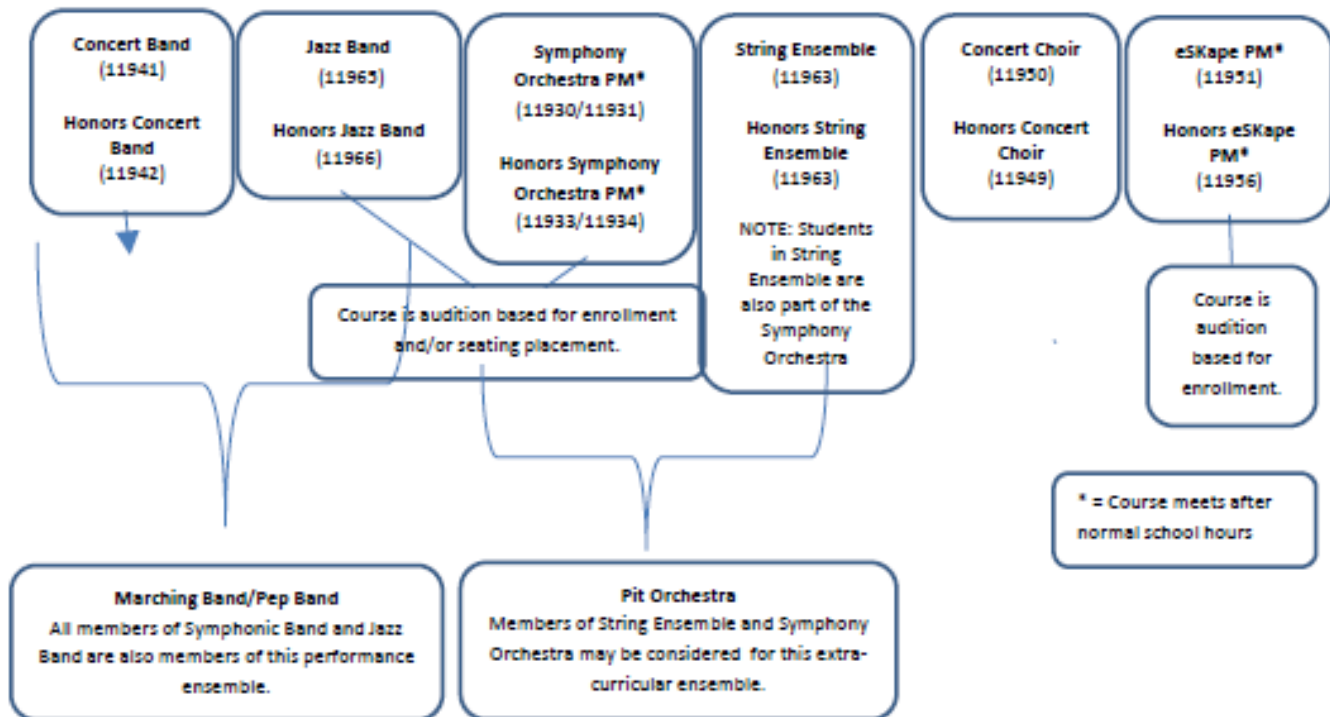 Concert Band
(11941)
Honors Concert
Band
(11942)
Jazz Band
(11965)
Honors Jazz Band
(11966)
Symphony
Orchestra PM*
(11930/11931)
Honors Symphony
Orchestra PM*
(11933/11934)
String Ensemble
(11963)
Honors String
Ensemble
(11963)
NOTE: Students
in String
Ensemble are
also part of the
Symphony
Orchestra
Concert Choir
(11950)
Honors Concert
Choir
(11949)
eSKape PM*
(11951)
Honors eSKape
PM*
(11956)
Course is audition based for enrollment
and/or seating placement.
Course is
audition
based for
enrollment.
* = Course meets after
normal school hours
Marching Band/Pep Band
All members of Symphonic Band and Jazz
Band are also members of this performance
ensemble.
Pit Orchestra
Members of String Ensemble and Symphony
Orchestra may be considered for this extra-
curricular ensemble.